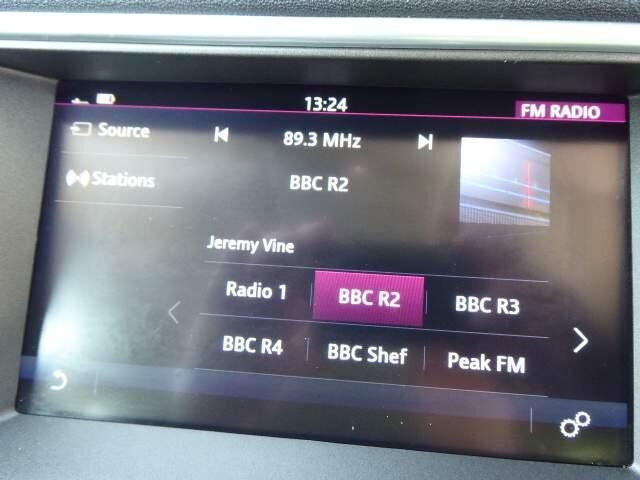 13:24
FM RADIO
Source
89.3 MHz
Stations
BBC R2
Jeremy Vine
Radio 1
BBC R2
BBC R3
BBC R4
BBC Shef
Peak FM